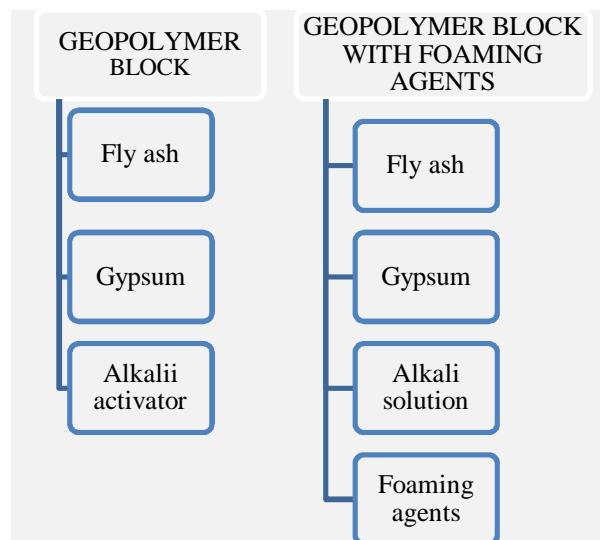 GEOPOLYMER
BLOCK
Fly ash
Gypsum
Alkalii
activator
GEOPOLYMER BLOCK
WITH FOAMING
AGENTS
Fly ash
Gypsum
Alkali
solution
Foaming
agents